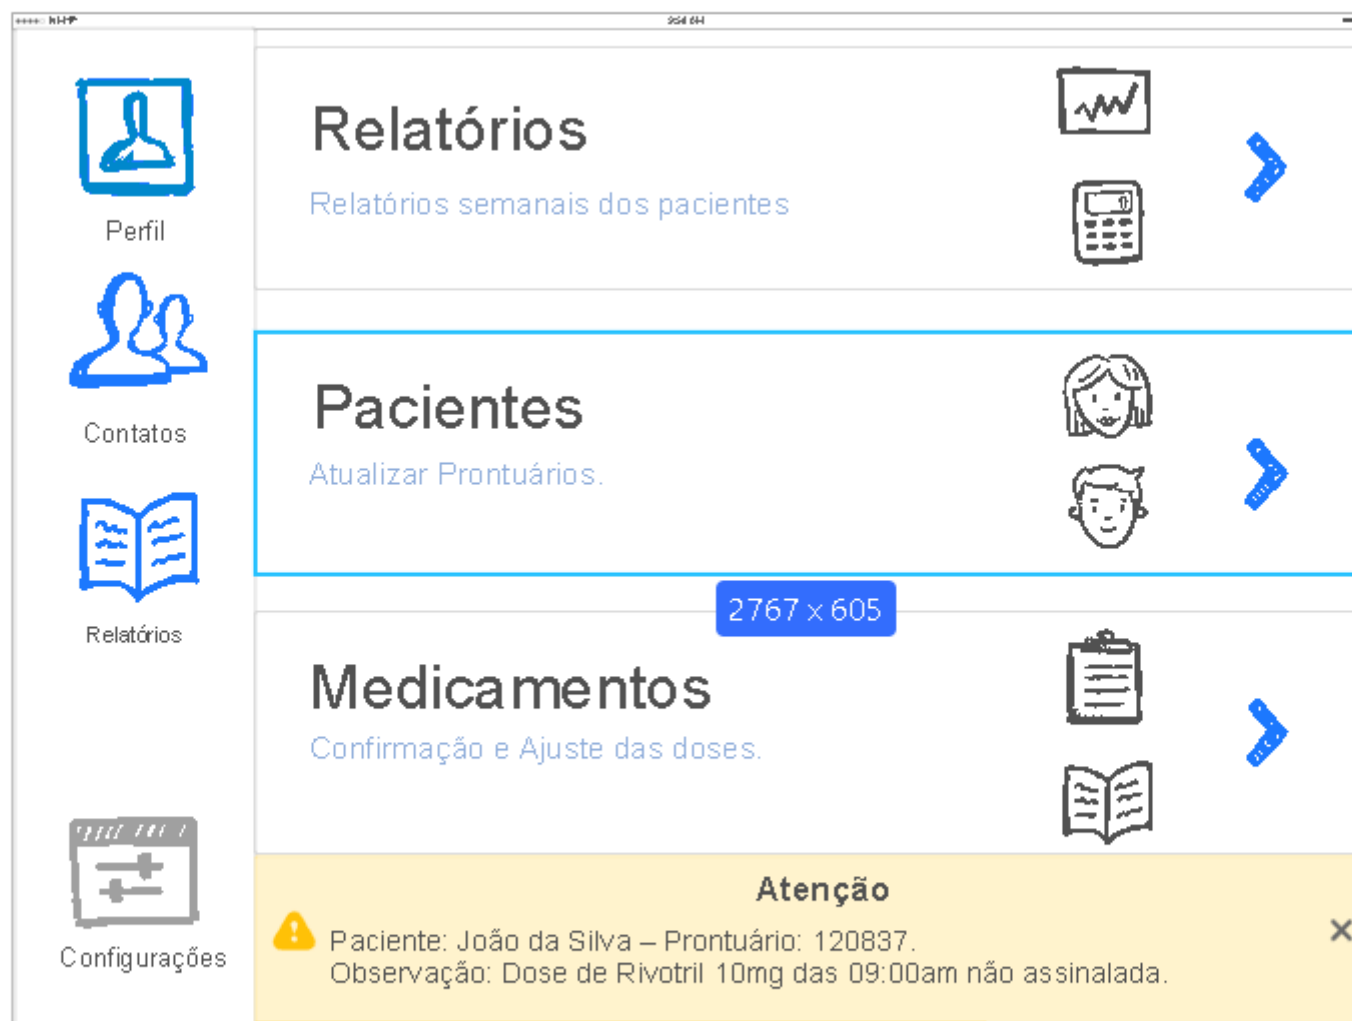 Perfil
Contatos
Relatórios
Configurações
Relatórios
Relatórios semanais dos pacientes
Pacientes
Atualizar Prontuários.
2767 x 605
Medicamentos
Confirmação e Ajuste das doses.
Atenção
Paciente: João da Silva – Prontuário: 120837.
Observação: Dose de Rivotril 10mg das 09:00am não assinalada.